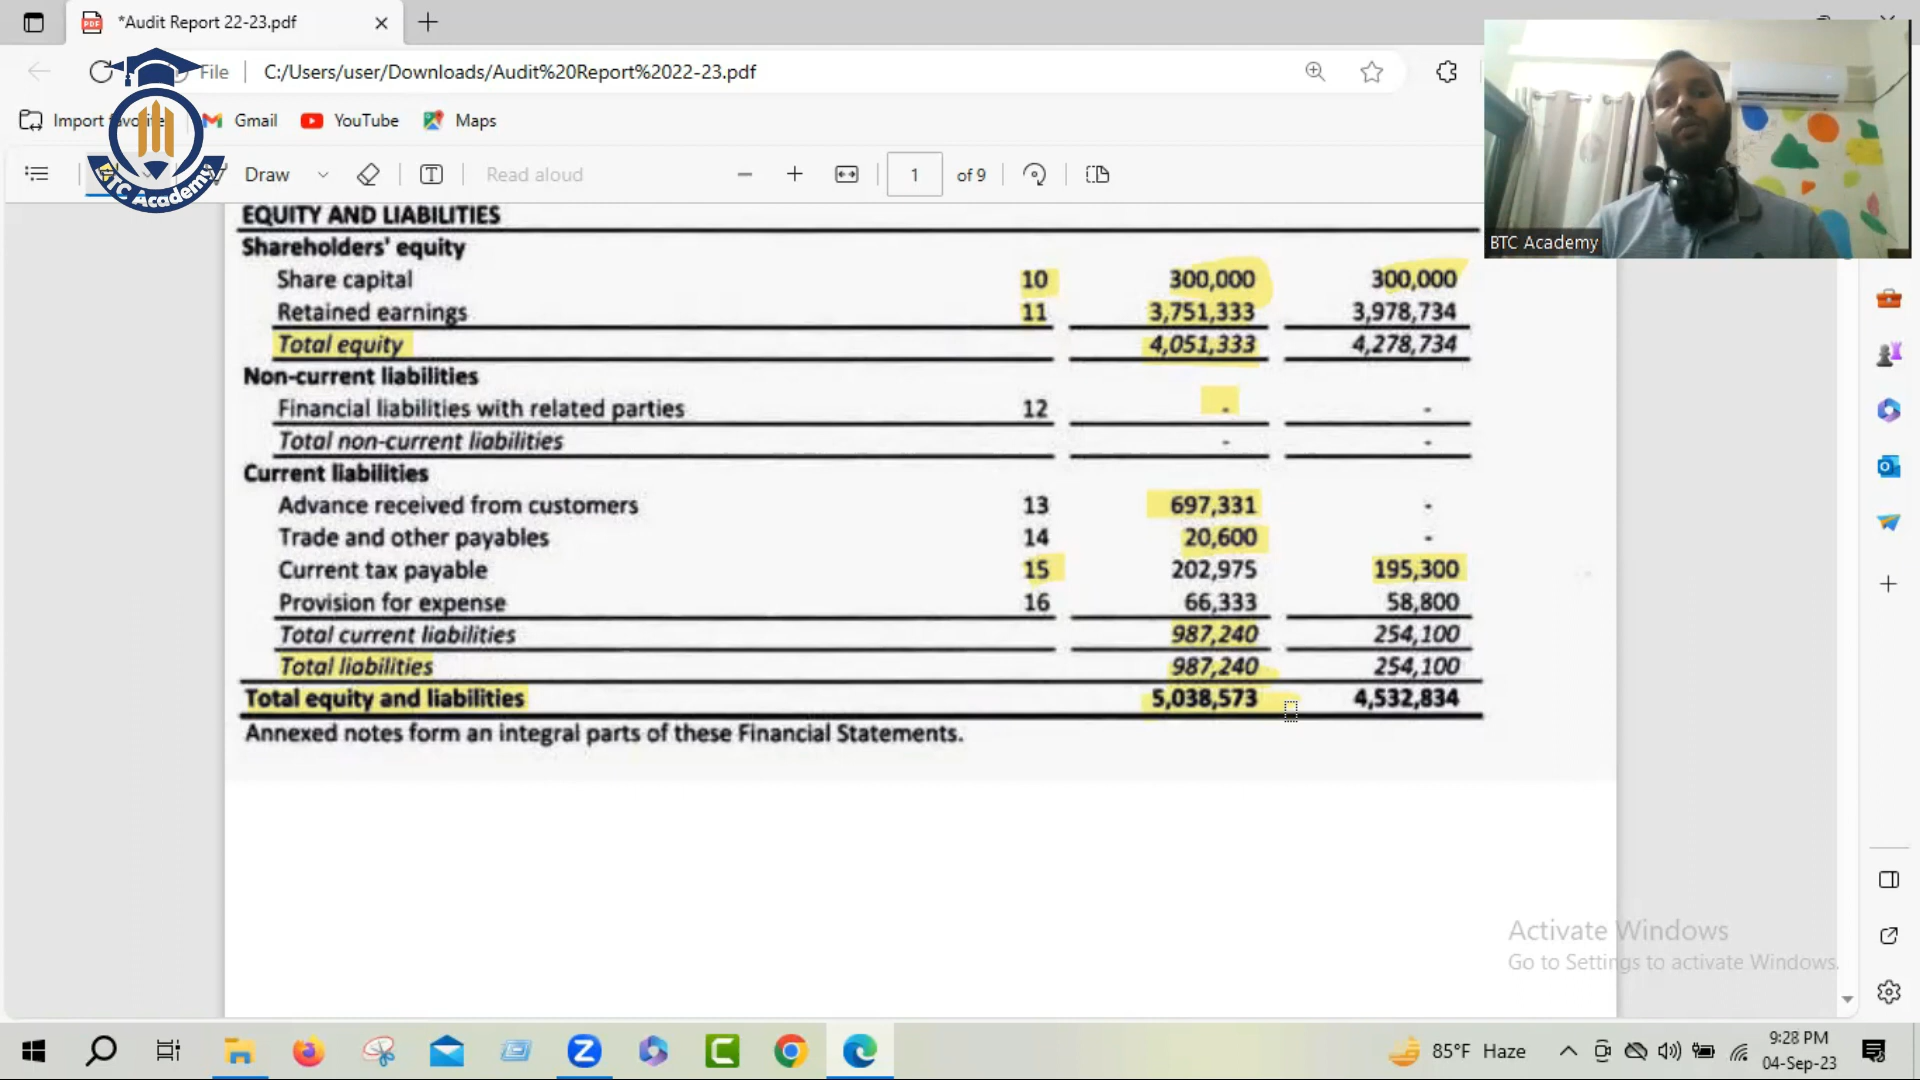 *Audit Report 22-23.pdf
File C:/Users/user/Downloads/Audit%20Report%2022-23.pdf
Import favorites Gmail YouTube Maps
BTC Academy
Draw Read aloud 1 of 9
EQUITY AND LIABILITIES
Shareholders' equity
Share capital 10 300,000 300,000
Retained earnings 11 3,751,333 3,978,734
Total equity 4,051,333 4,278,734
Non-current liabilities
Financial liabilities with related parties 12 - -
Total non-current liabilities - -
Current liabilities
Advance received from customers 13 697,331 -
Trade and other payables 14 20,600 -
Current tax payable 15 202,975 195,300
Provision for expense 16 66,333 58,800
Total current liabilities 987,240 254,100
Total liabilities 987,240 254,100
Total equity and liabilities 5,038,573 4,532,834
Annexed notes form an integral parts of these Financial Statements.
BTC Academy
Activate Windows
Go to Settings to activate Windows.
85°F Haze
9:28 PM
04-Sep-23